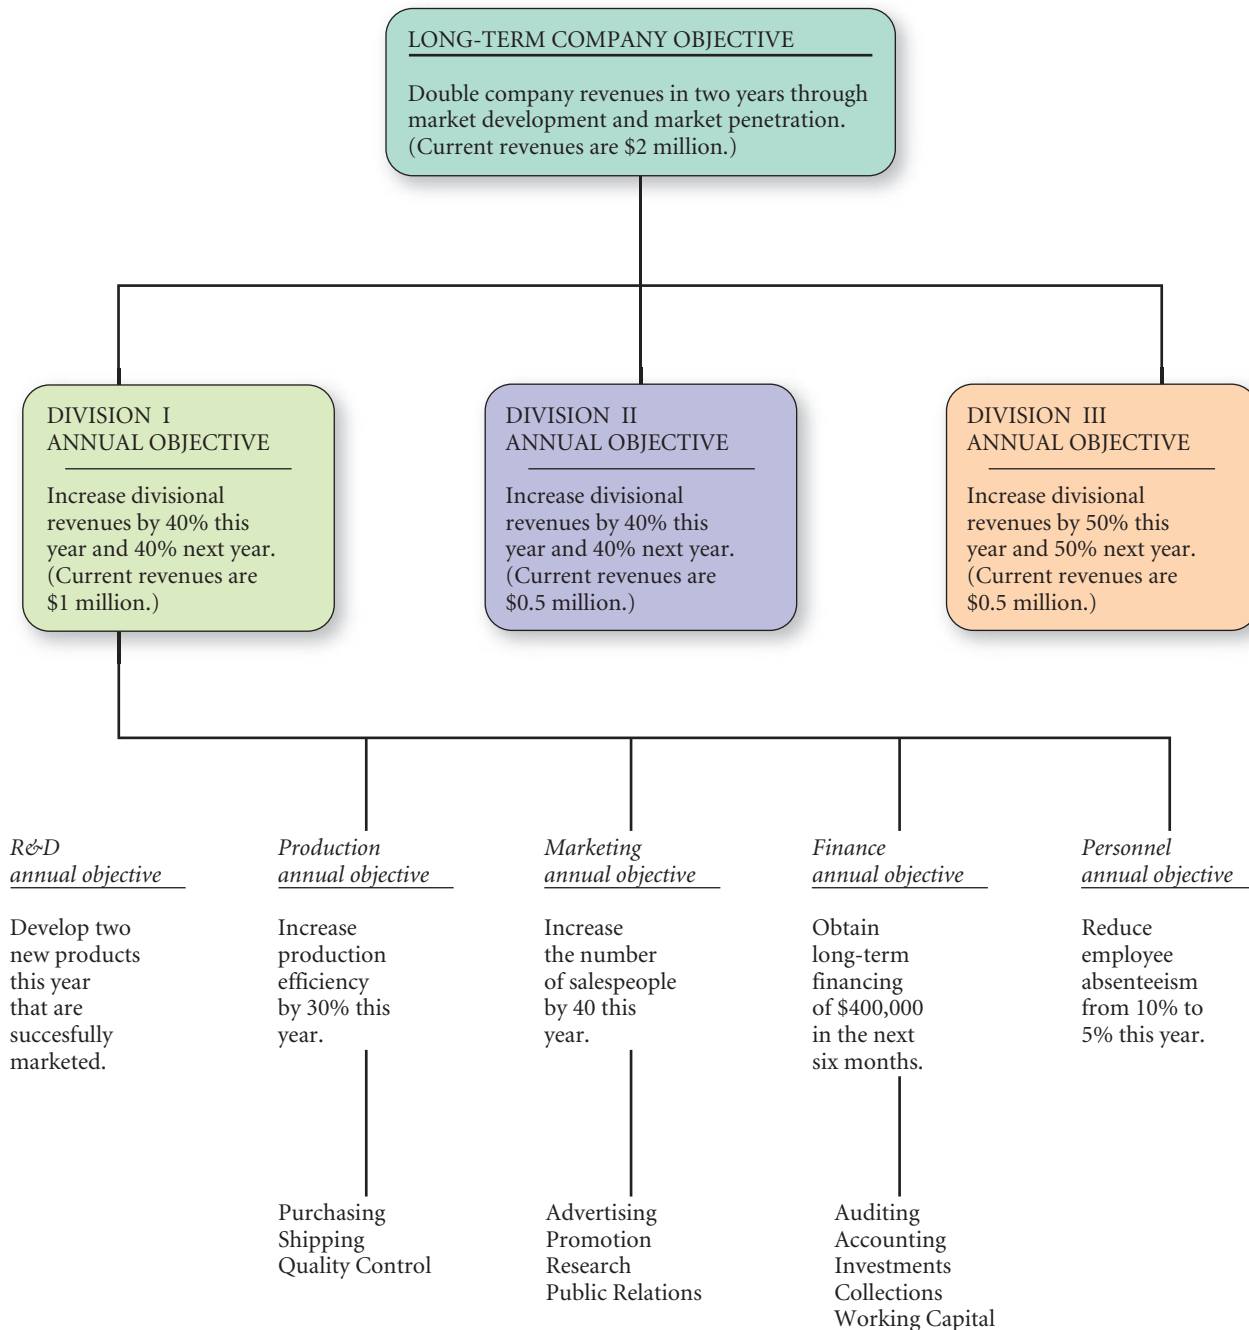 LONG-TERM COMPANY OBJECTIVE
Double company revenues in two years through
market development and market penetration.
(Current revenues are $2 million.)
DIVISION I
ANNUAL OBJECTIVE
Increase divisional
revenues by 40% this
year and 40% next year.
(Current revenues are
$1 million.)
DIVISION II
ANNUAL OBJECTIVE
Increase divisional
revenues by 40% this
year and 40% next year.
(Current revenues are
$0.5 million.)
DIVISION III
ANNUAL OBJECTIVE
Increase divisional
revenues by 50% this
year and 50% next year.
(Current revenues are
$0.5 million.)
R&D
annual objective
Develop two
new products
this year
that are
succesfully
marketed.
Production
annual objective
Increase
production
efficiency
by 30% this
year.
Purchasing
Shipping
Quality Control
Marketing
annual objective
Increase
the number
of salespeople
by 40 this
year.
Advertising
Promotion
Research
Public Relations
Finance
annual objective
Obtain
long-term
financing
of $400,000
in the next
six months.
Auditing
Accounting
Investments
Collections
Working Capital
Personnel
annual objective
Reduce
employee
absenteeism
from 10% to
5% this year.